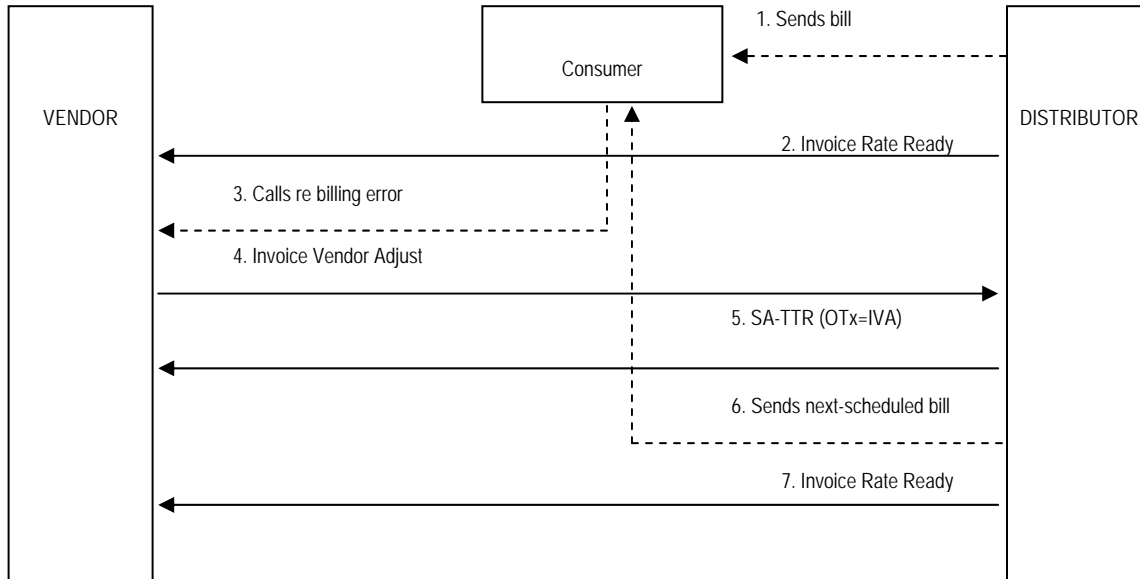 1. Sends bill
Consumer
VENDOR
DISTRIBUTOR
2. Invoice Rate Ready
3. Calls re billing error
4. Invoice Vendor Adjust
5. SA-TTR (OTx=IVA)
6. Sends next-scheduled bill
7. Invoice Rate Ready